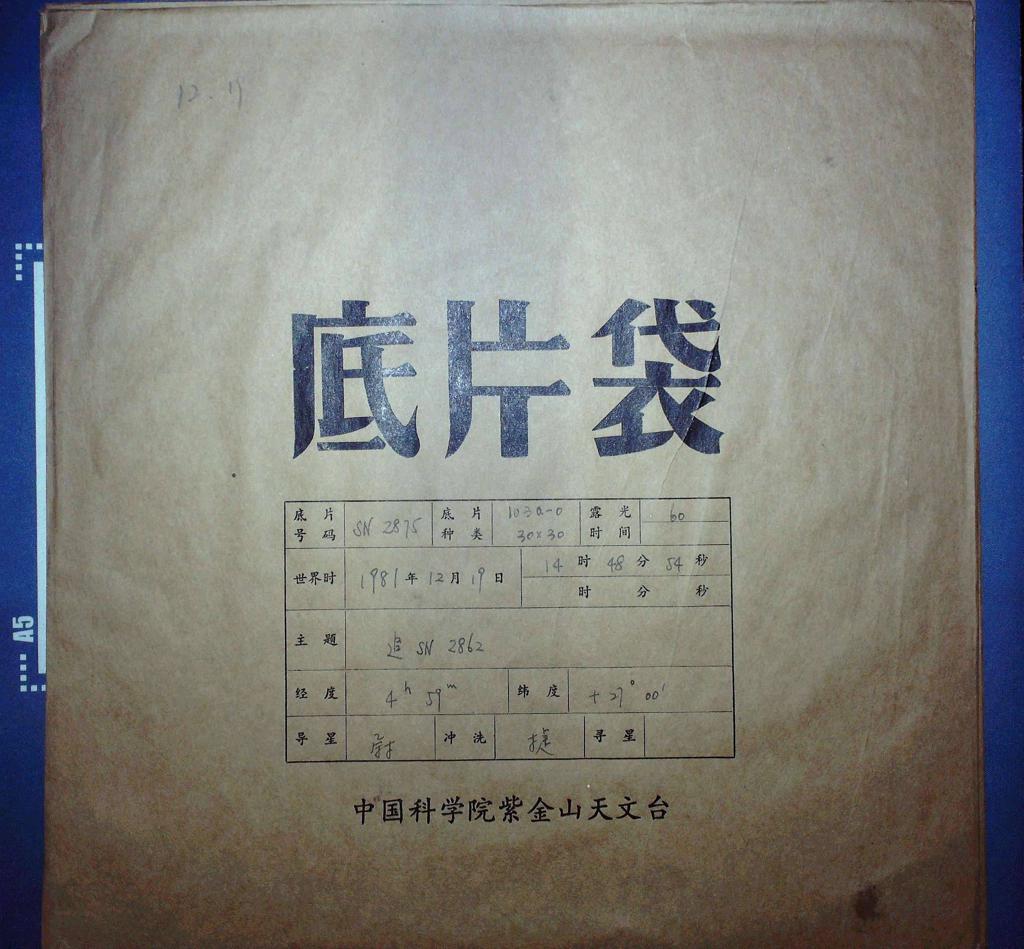 12.17
底片袋
底片号码 SN 2875 底片种类 103a-0 30×30 露光时间 60
世界时 1981年12月19日 14时48分54秒
时 分 秒
主题 追 SN 2862
经度 4h 59m 纬度 +27° 00'
导星 尉 冲洗 捷 寻星
中国科学院紫金山天文台
A5